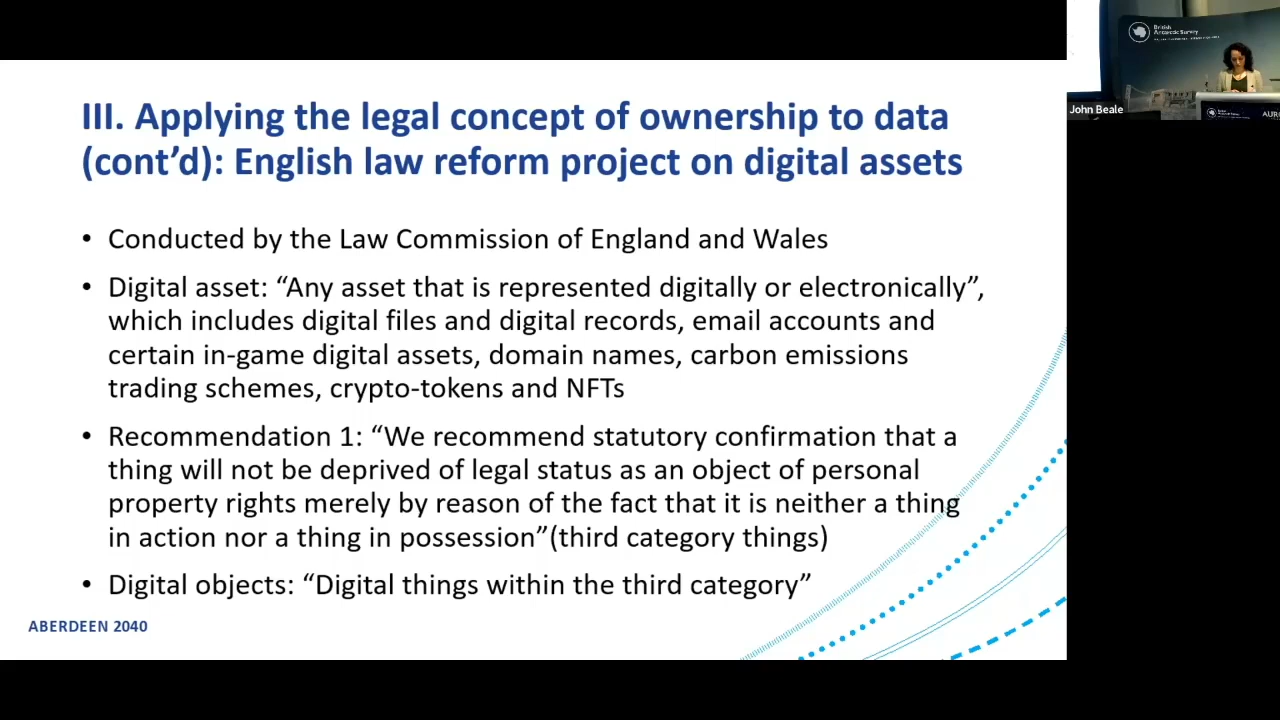 III. Applying the legal concept of ownership to data
(cont’d): English law reform project on digital assets
• Conducted by the Law Commission of England and Wales
• Digital asset: “Any asset that is represented digitally or electronically”,
which includes digital files and digital records, email accounts and
certain in-game digital assets, domain names, carbon emissions
trading schemes, crypto-tokens and NFTs
• Recommendation 1: “We recommend statutory confirmation that a
thing will not be deprived of legal status as an object of personal
property rights merely by reason of the fact that it is neither a thing
in action nor a thing in possession”(third category things)
• Digital objects: “Digital things within the third category”
ABERDEEN 2040
British
Antarctic Survey
John Beale